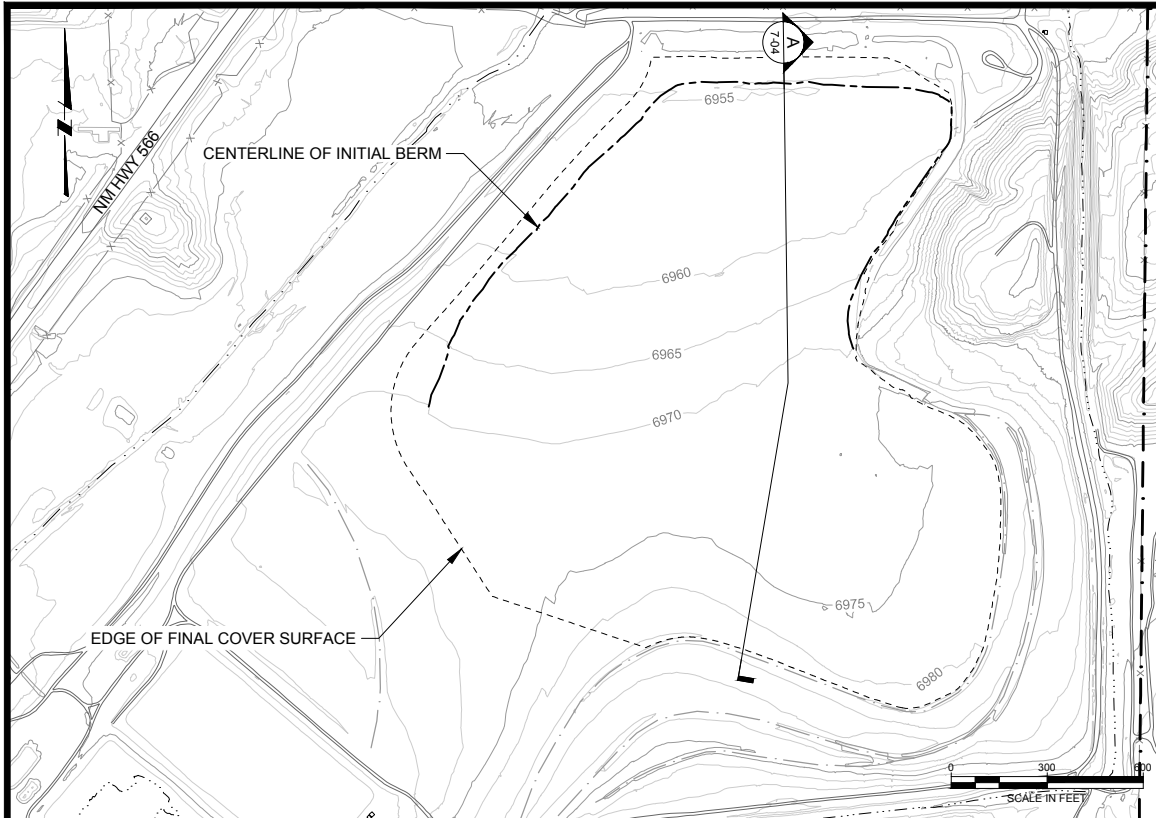 A
7-04
6955
CENTERLINE OF INITIAL BERM
NM HWY 566
6960
6965
6970
6975
EDGE OF FINAL COVER SURFACE
6980
0 300 600
SCALE IN FEET